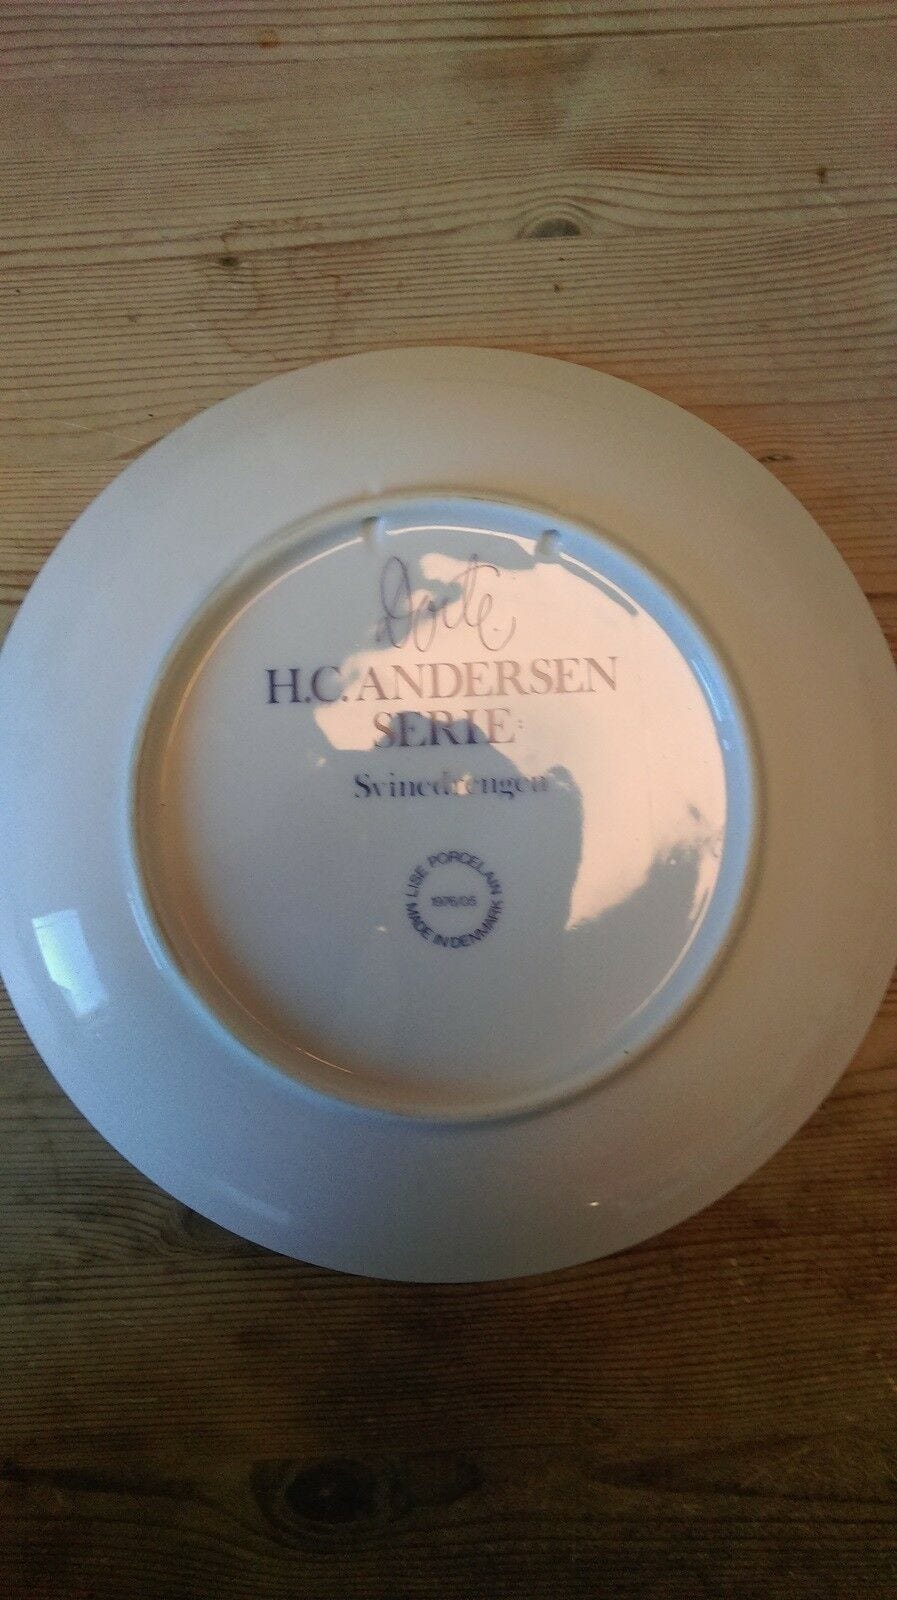 Dorte
H.C. ANDERSEN
SERIE:
Svinedrengen
LISE PORCELAIN
1976/05
MADE IN DENMARK